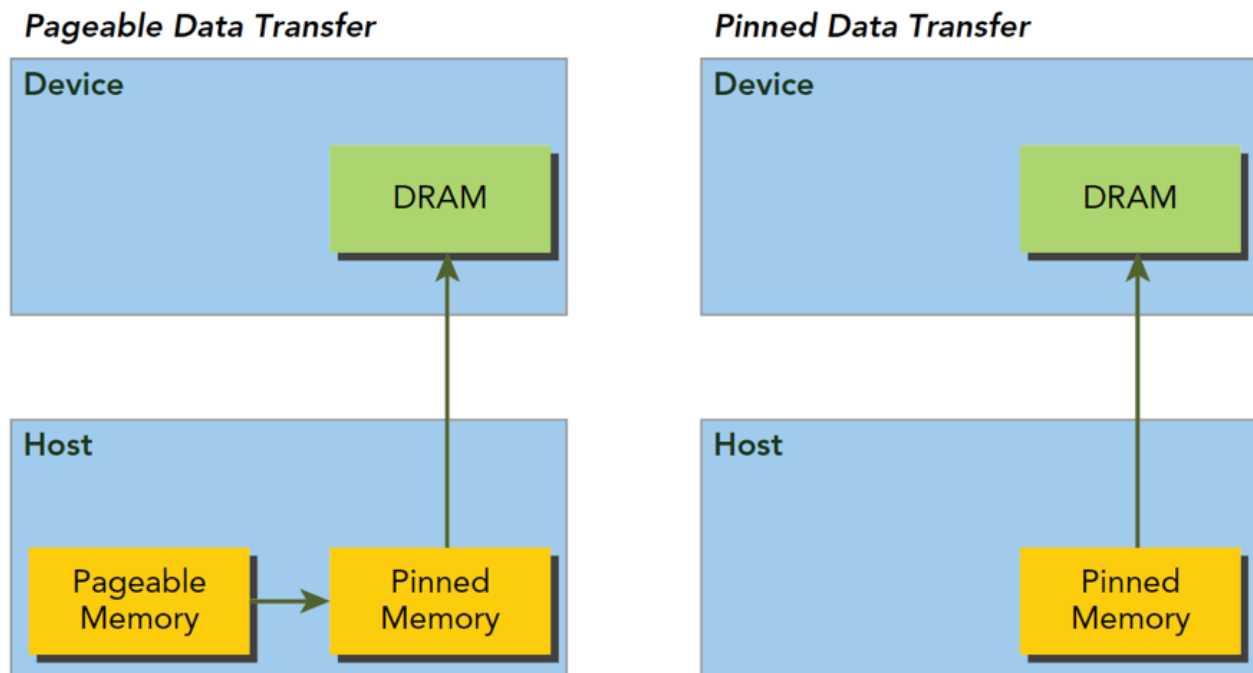 Pageable Data Transfer
Device
DRAM
Host
Pageable
Memory
Pinned
Memory
Pinned Data Transfer
Device
DRAM
Host
Pinned
Memory